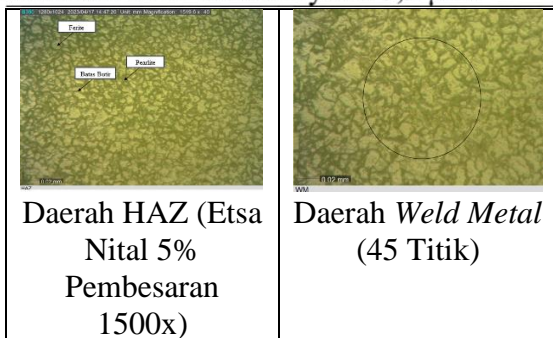 Ferite
Pearlite
Batas Butir
0.02 mm
HAZ
0.02 mm
WM
Daerah HAZ (Etsa
Nital 5%
Pembesaran
1500x)
Daerah Weld Metal
(45 Titik)